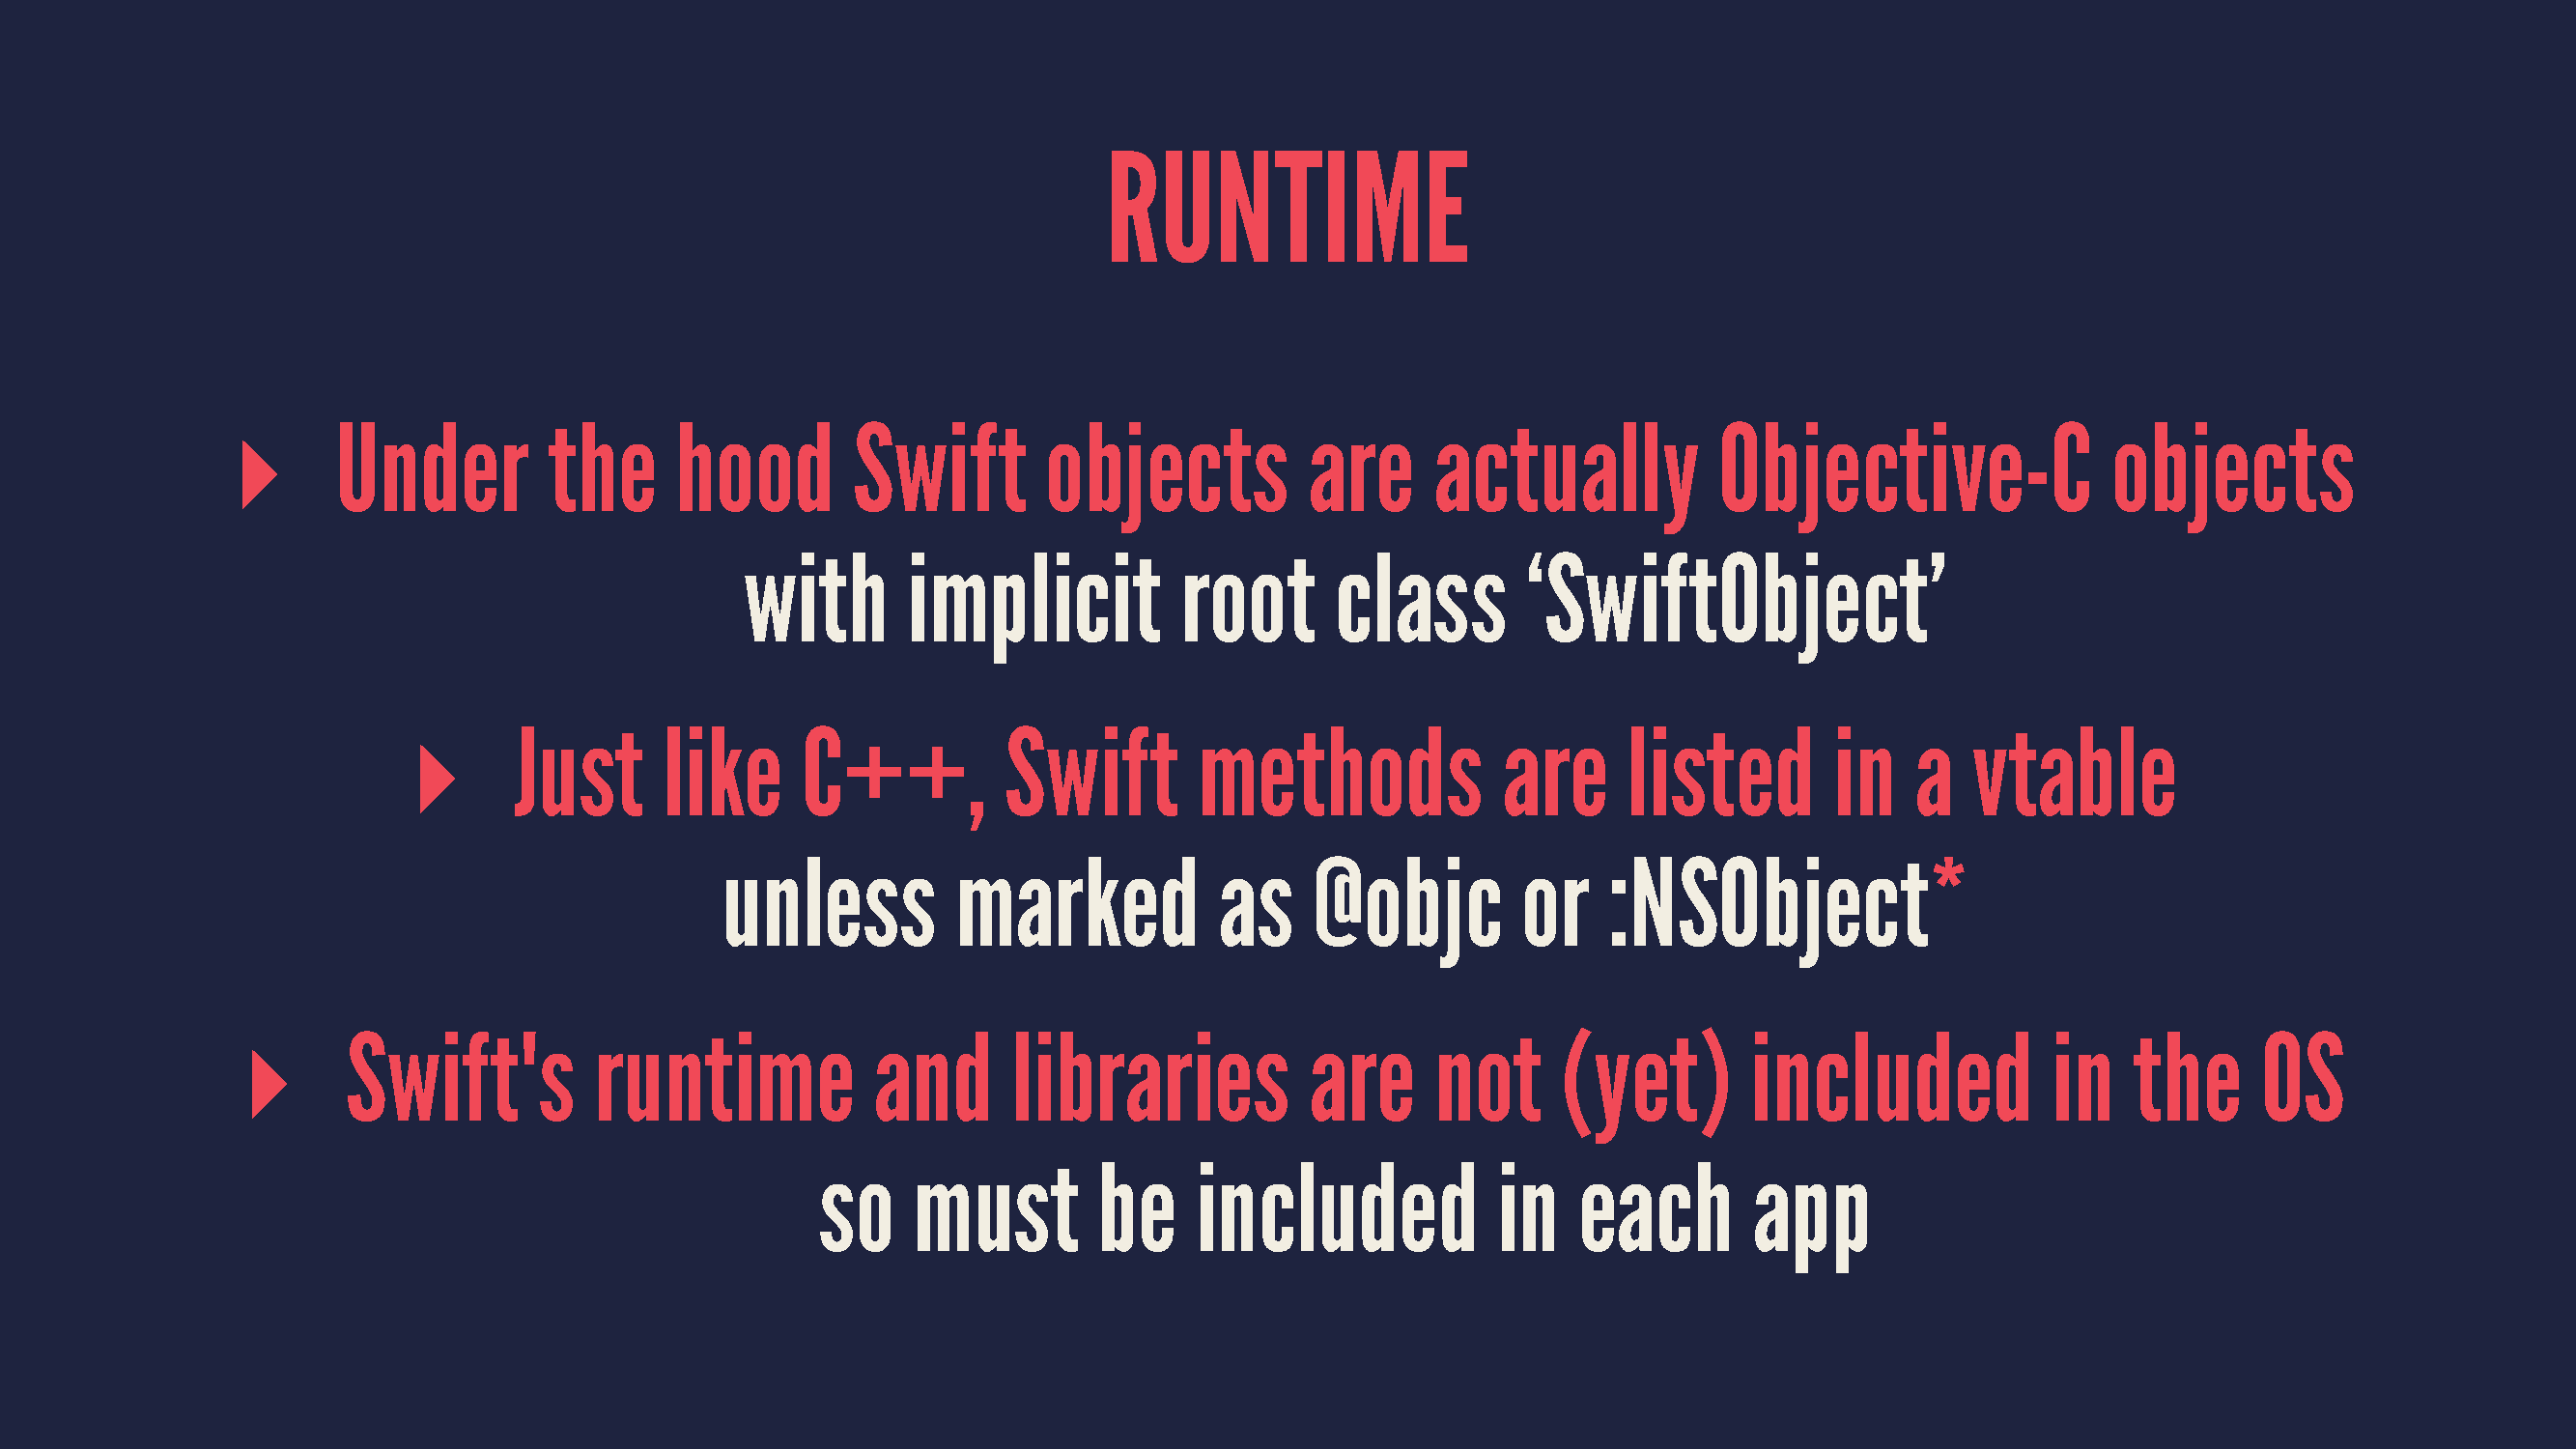 RUNTIME
▸ Under the hood Swift objects are actually Objective-C objects
with implicit root class ‘SwiftObject’
▸ Just like C++, Swift methods are listed in a vtable
unless marked as @objc or :NSObject*
▸ Swift's runtime and libraries are not (yet) included in the OS
so must be included in each app